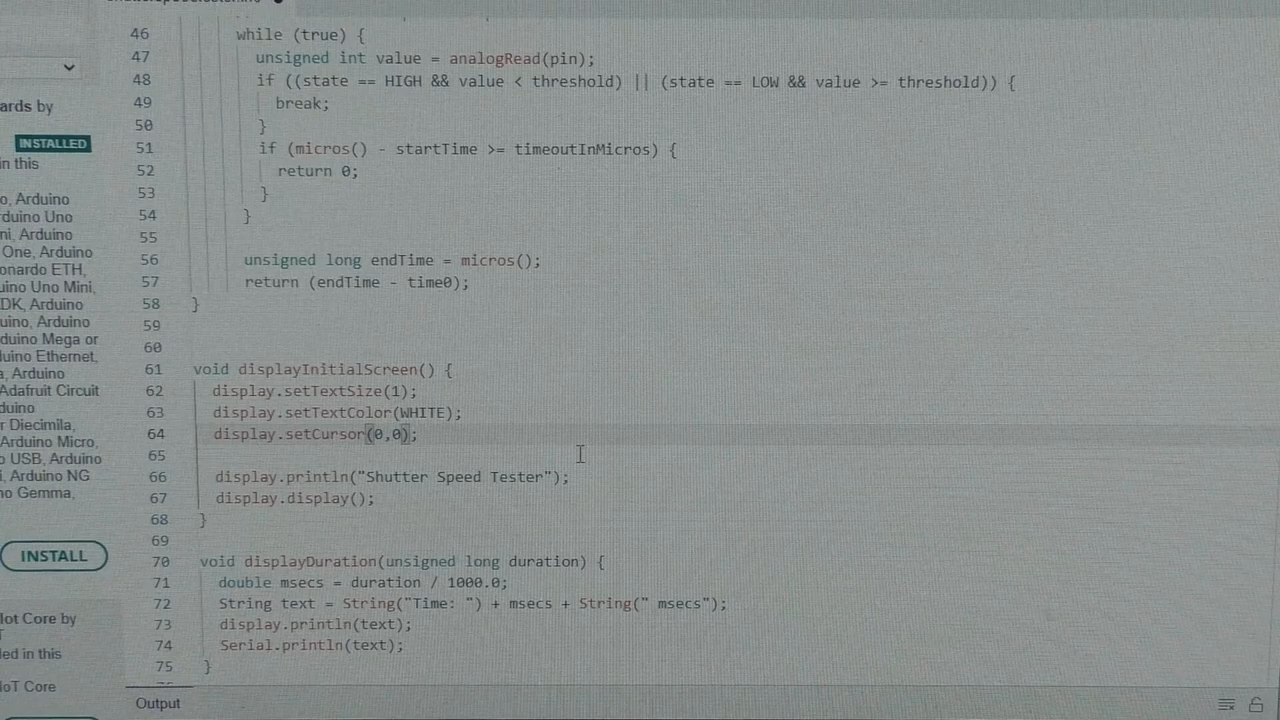 46 while (true) {
47 unsigned int value = analogRead(pin);
48 if ((state == HIGH && value < threshold) || (state == LOW && value >= threshold)) {
49 break;
50 }
51 if (micros() - startTime >= timeoutInMicros) {
52 return 0;
53 }
54 }
55
56 unsigned long endTime = micros();
57 return (endTime - time0);
58 }
59
60
61 void displayInitialScreen() {
62 display.setTextSize(1);
63 display.setTextColor(WHITE);
64 display.setCursor(0,0);
65
66 display.println("Shutter Speed Tester");
67 display.display();
68 }
69
70 void displayDuration(unsigned long duration) {
71 double msecs = duration / 1000.0;
72 String text = String("Time: ") + msecs + String(" msecs");
73 display.println(text);
74 Serial.println(text);
75 }
Output
ards by
INSTALLED
in this
o, Arduino
rduino Uno
ni, Arduino
One, Arduino
onardo ETH,
uino Uno Mini,
DK, Arduino
uino, Arduino
duino Mega or
duino Ethernet,
a, Arduino
Adafruit Circuit
duino
r Diecimila,
Arduino Micro,
o USB, Arduino
i, Arduino NG
no Gemma,
INSTALL
Iot Core by
led in this
IoT Core